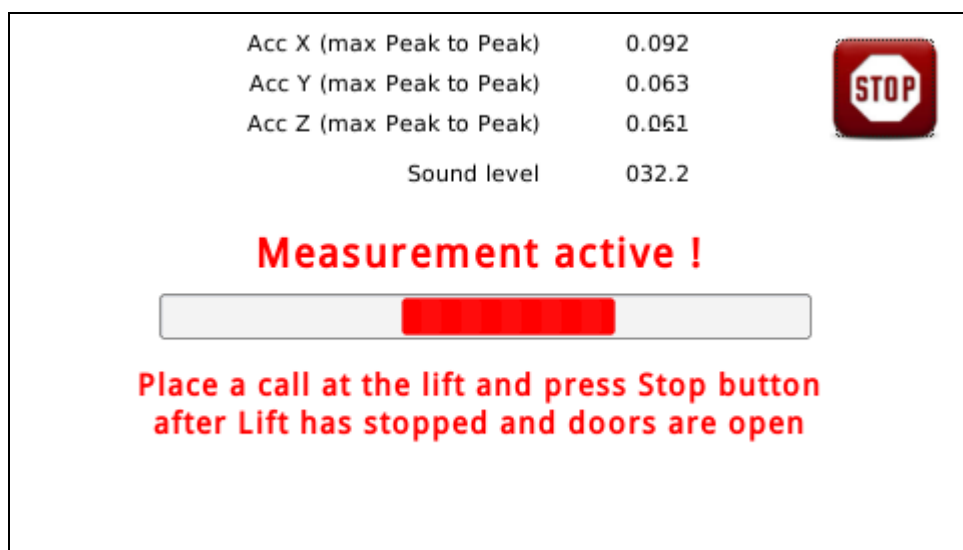 Acc X (max Peak to Peak) 0.092
STOP
Acc Y (max Peak to Peak) 0.063
Acc Z (max Peak to Peak)
Sound level 032.2
Measurement active !
Place a call at the lift and press Stop button
after Lift has stopped and doors are open